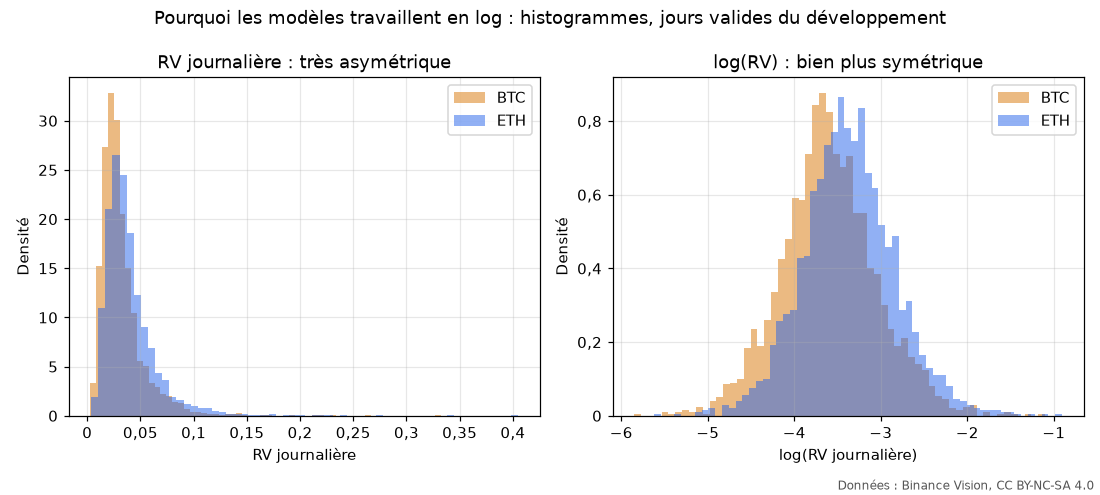 Pourquoi les modèles travaillent en log : histogrammes, jours valides du développement
RV journalière : très asymétrique
BTC
ETH
Densité
30
25
20
15
10
5
0
0
0,05
0,1
0,15
0,2
0,25
0,3
0,35
0,4
RV journalière
log(RV) : bien plus symétrique
BTC
ETH
Densité
0,8
0,6
0,4
0,2
0
−6
−5
−4
−3
−2
−1
log(RV journalière)
Données : Binance Vision, CC BY-NC-SA 4.0